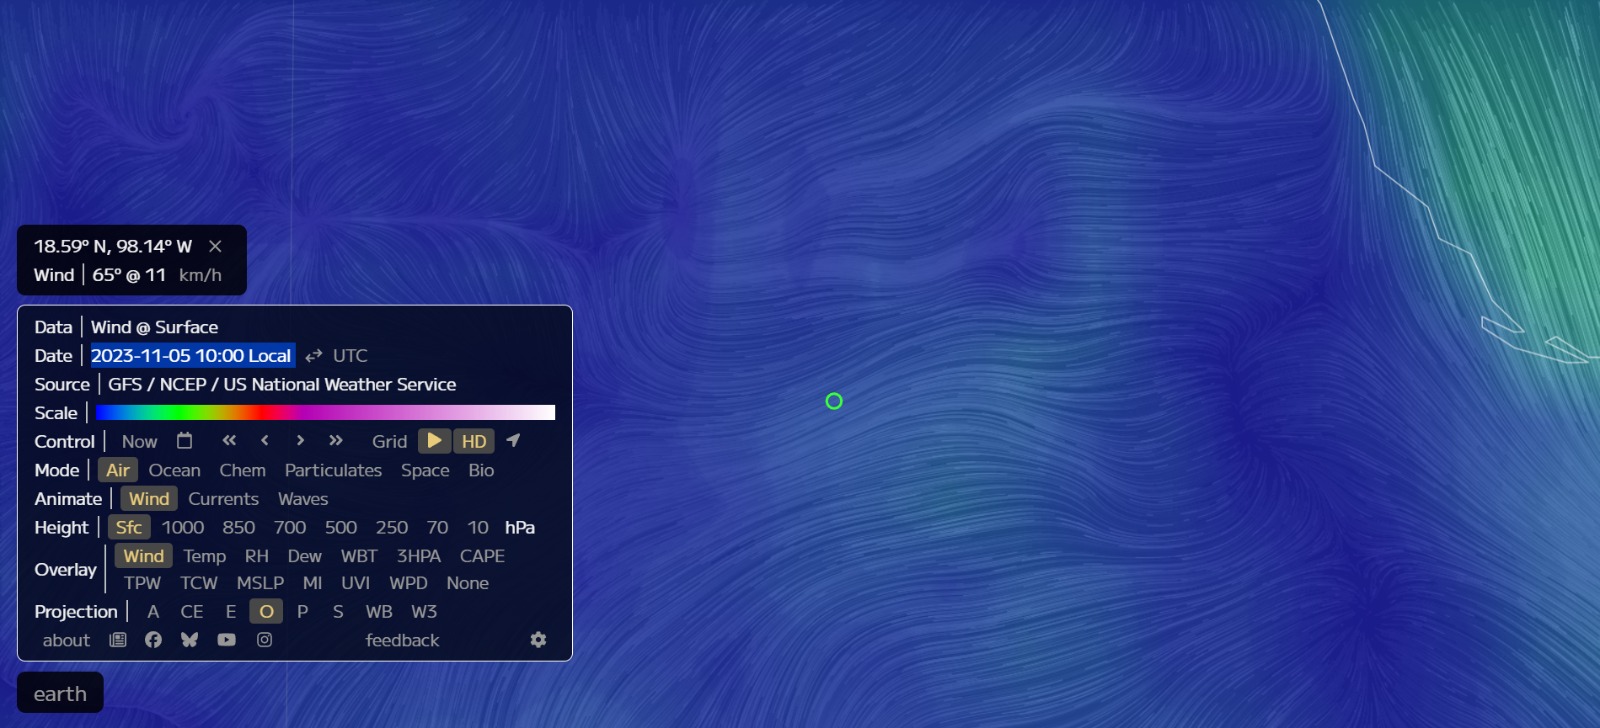 18.59° N, 98.14° W ×
Wind | 65° @ 11 km/h
Data | Wind @ Surface
Date | 2023-11-05 10:00 Local ⇄ UTC
Source | GFS / NCEP / US National Weather Service
Scale |
Control | Now Grid HD
Mode | Air Ocean Chem Particulates Space Bio
Animate | Wind Currents Waves
Height | Sfc 1000 850 700 500 250 70 10 hPa
Overlay | Wind Temp RH Dew WBT 3HPA CAPE
TPW TCW MSLP MI UVI WPD None
Projection | A CE E O P S WB W3
about feedback
earth